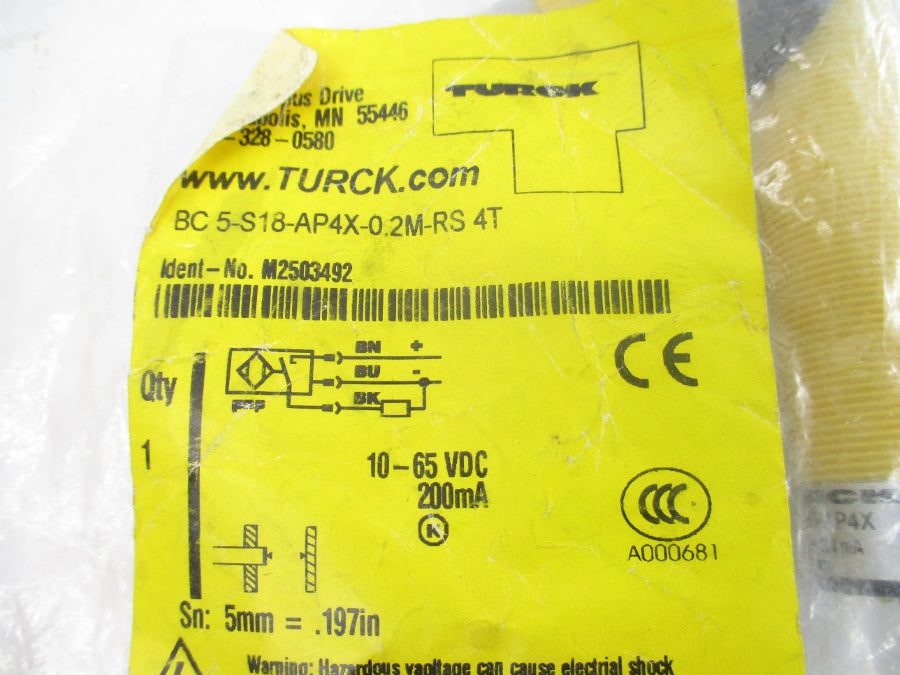 TURCK
Drive
MN 55446
-328-0580
www.TURCK.com
BC 5-S18-AP4X-0.2M-RS 4T
Ident-No. M2503492
BN +
BU -
BK
PNP
Qty
1
10-65 VDC
200mA
K
CE
CCC
A000681
Sn: 5mm = .197in
Warning: Hazardous vaoltage can cause electrial shock
AP4X